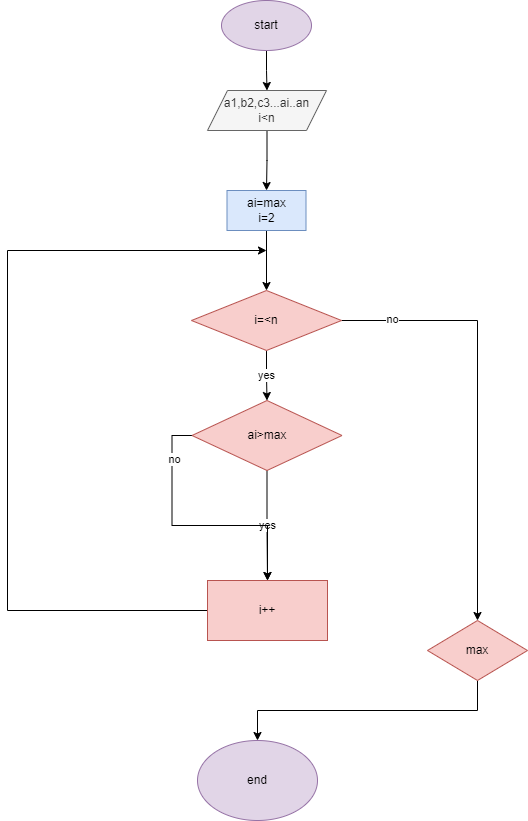 start
a1,b2,c3...ai..an
i<n
ai=max
i=2
i=<n
no
yes
ai>max
no
yes
i++
max
end